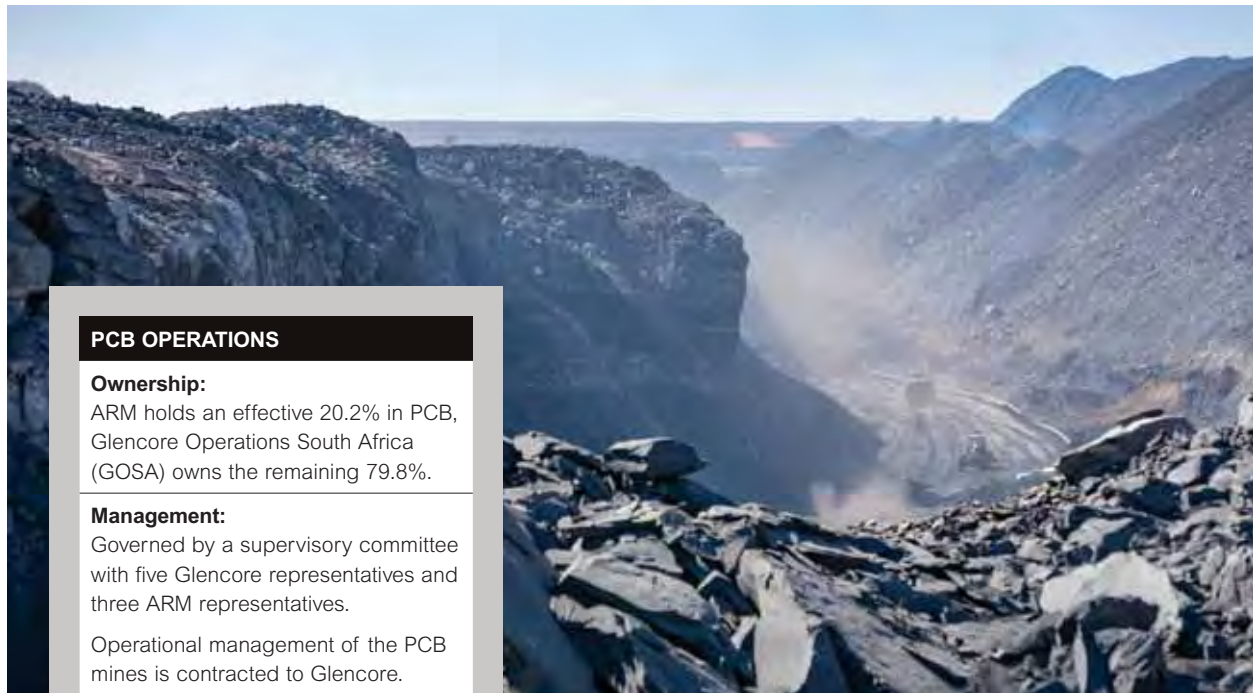 PCB OPERATIONS
Ownership:
ARM holds an effective 20.2% in PCB,
Glencore Operations South Africa
(GOSA) owns the remaining 79.8%.
Management:
Governed by a supervisory committee
with five Glencore representatives and
three ARM representatives.
Operational management of the PCB
mines is contracted to Glencore.